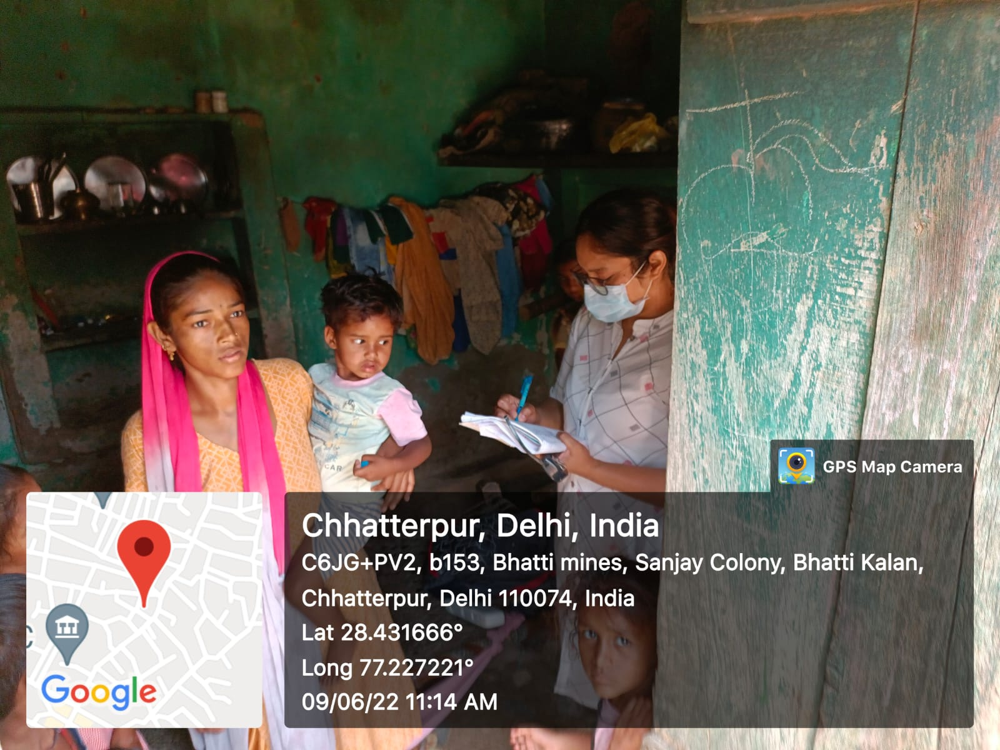 CAR
GPS Map Camera
Chhatterpur, Delhi, India
C6JG+PV2, b153, Bhatti mines, Sanjay Colony, Bhatti Kalan,
Chhatterpur, Delhi 110074, India
Lat 28.431666°
Long 77.227221°
09/06/22 11:14 AM
C
Google